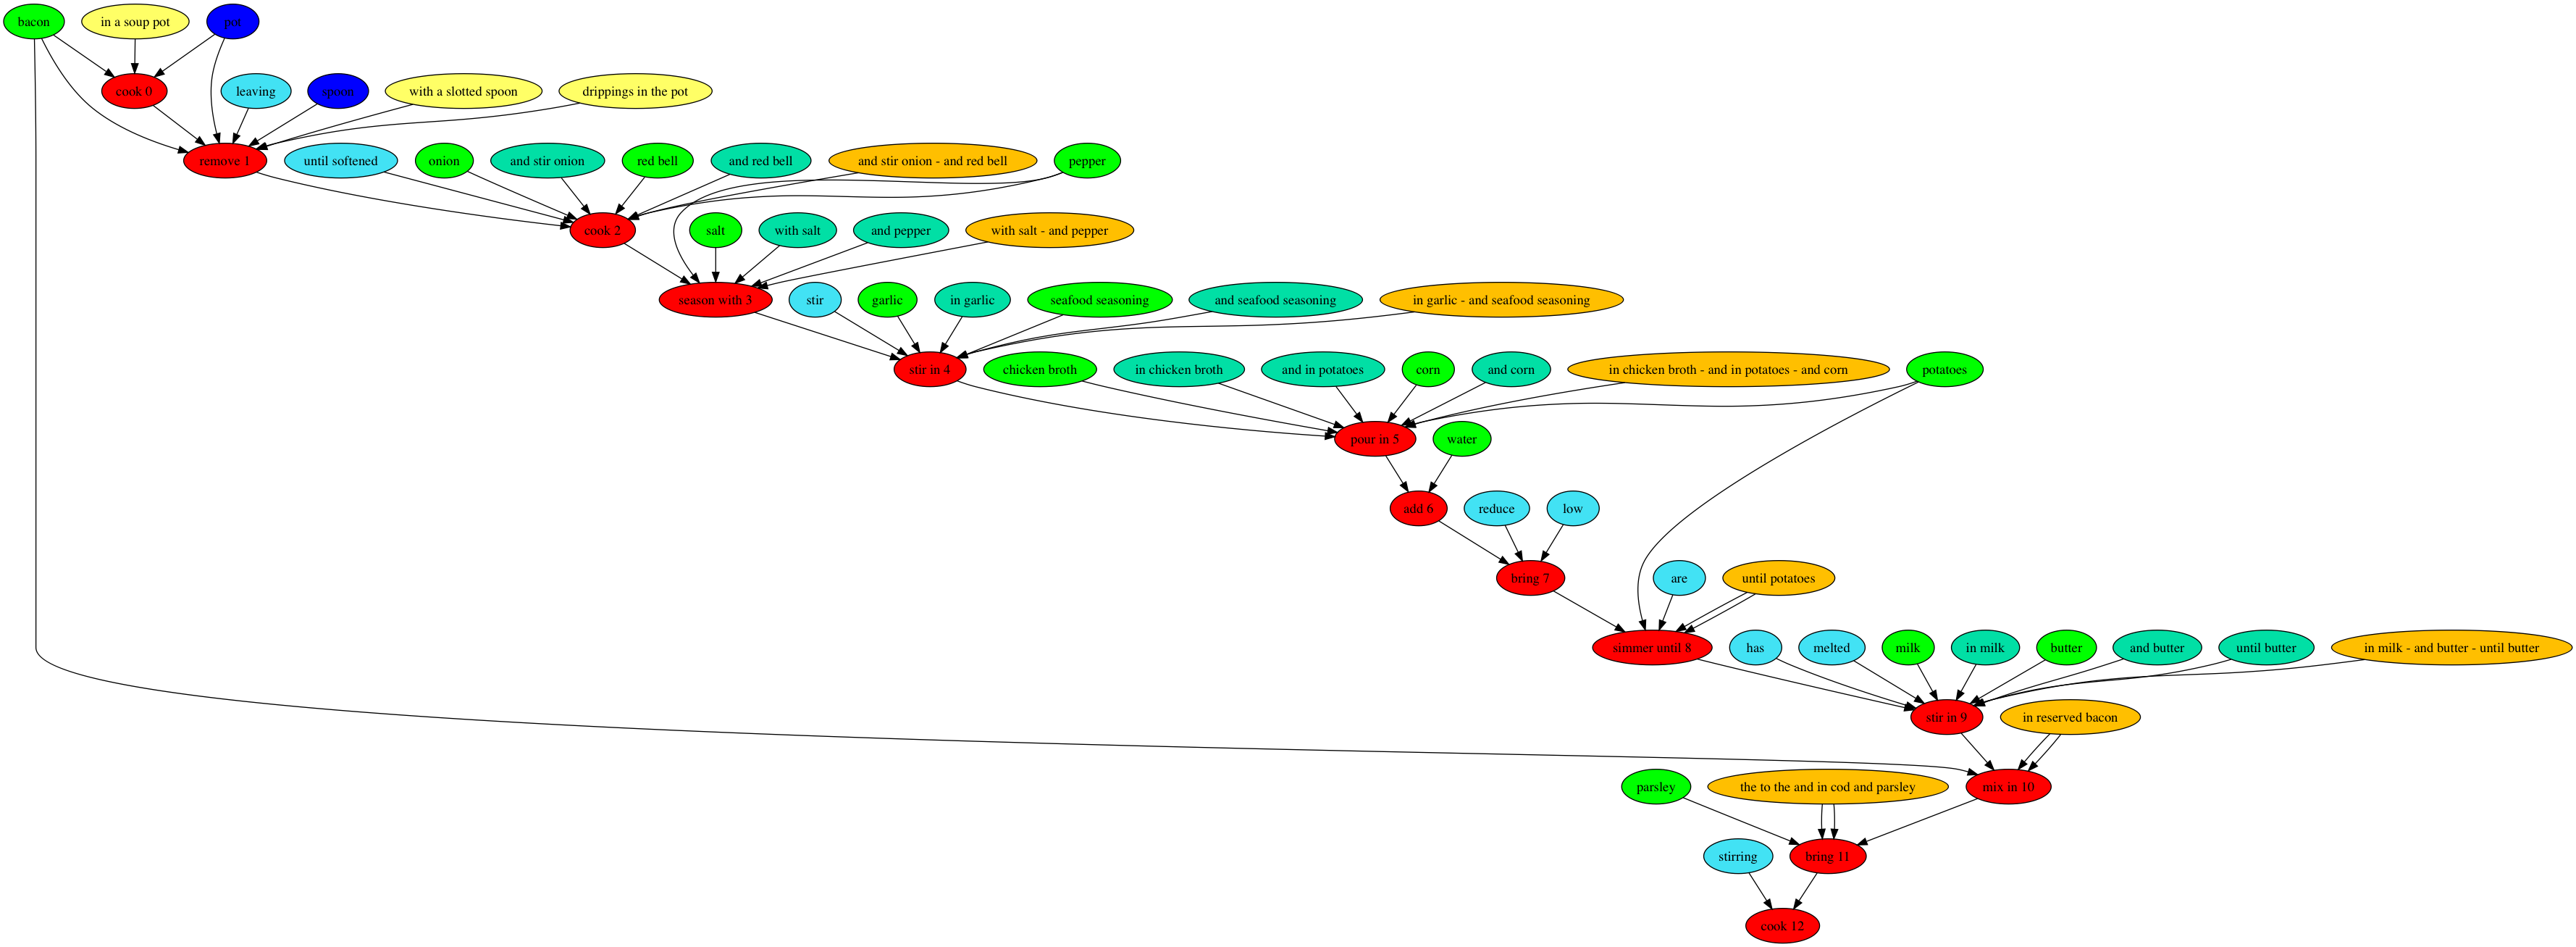 bacon
in a soup pot
pot
cook 0
leaving
spoon
with a slotted spoon
drippings in the pot
remove 1
until softened
onion
and stir onion
red bell
and red bell
and stir onion - and red bell
pepper
cook 2
salt
with salt
and pepper
with salt - and pepper
season with 3
stir
garlic
in garlic
seafood seasoning
and seafood seasoning
in garlic - and seafood seasoning
stir in 4
chicken broth
in chicken broth
and in potatoes
corn
and corn
in chicken broth - and in potatoes - and corn
potatoes
pour in 5
water
add 6
reduce
low
bring 7
are
until potatoes
simmer until 8
has
melted
milk
in milk
butter
and butter
until butter
in milk - and butter - until butter
stir in 9
in reserved bacon
parsley
the to the and in cod and parsley
mix in 10
stirring
bring 11
cook 12